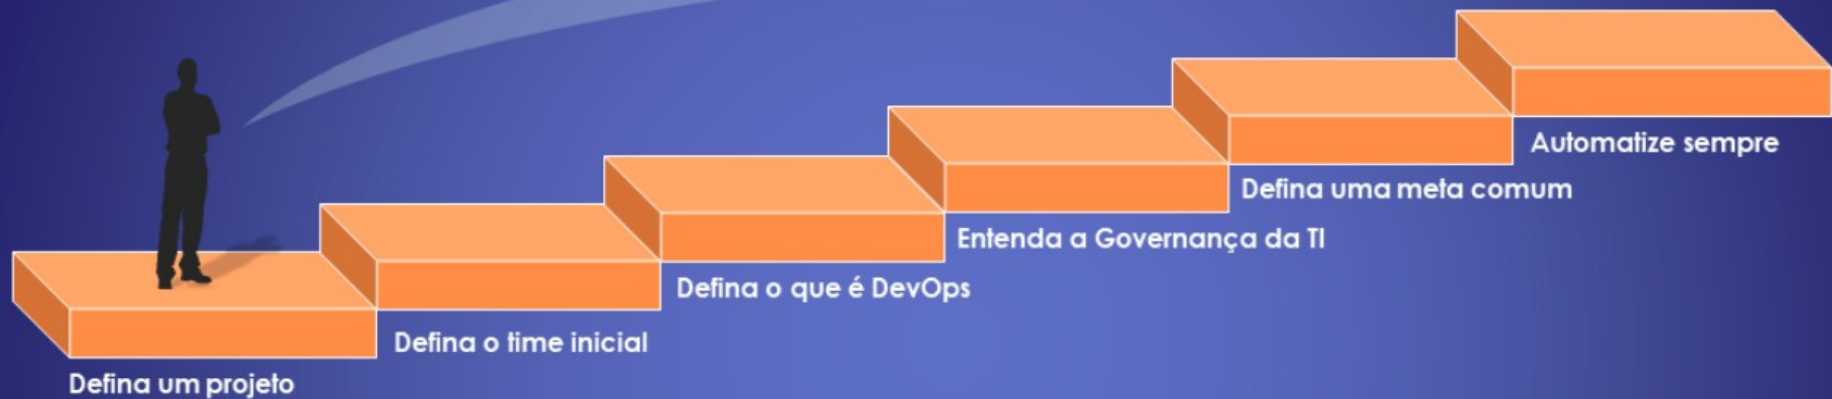 Defina um projeto
Defina o time inicial
Defina o que é DevOps
Entenda a Governança da TI
Defina uma meta comum
Automatize sempre